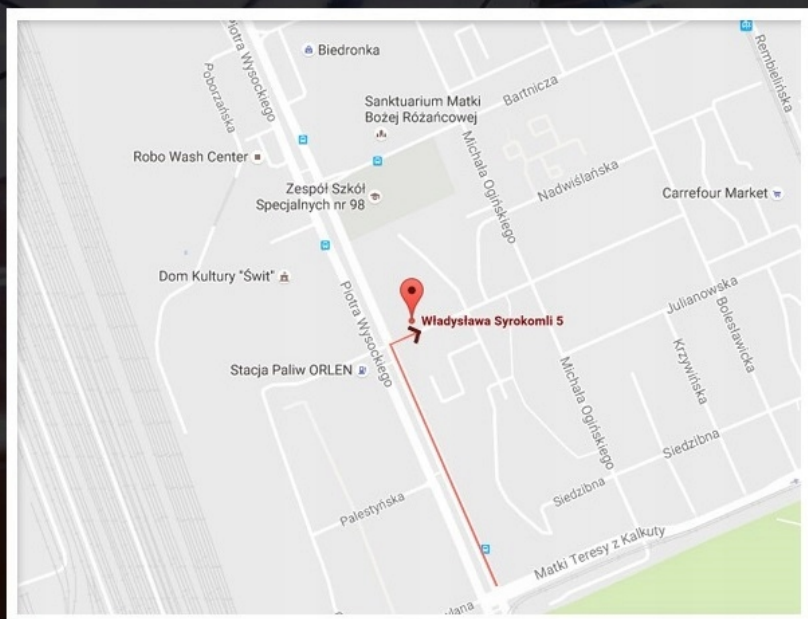 Piotra Wysockiego
Poborzańska
Biedronka
Rembielińska
Sanktuarium Matki
Bożej Różańcowej
Bartnicza
Robo Wash Center
Michała Ogińskiego
Nadwiślańska
Zespół Szkół
Specjalnych nr 98
Carrefour Market
Dom Kultury "Świt"
Piotra Wysockiego
Władysława Syrokomli 5
Julianowska
Bolesławicka
Krzywińska
Stacja Paliw ORLEN
Michała Ogińskiego
Siedzibna
Siedzibna
Palestyńska
Matki Teresy z Kalkuty